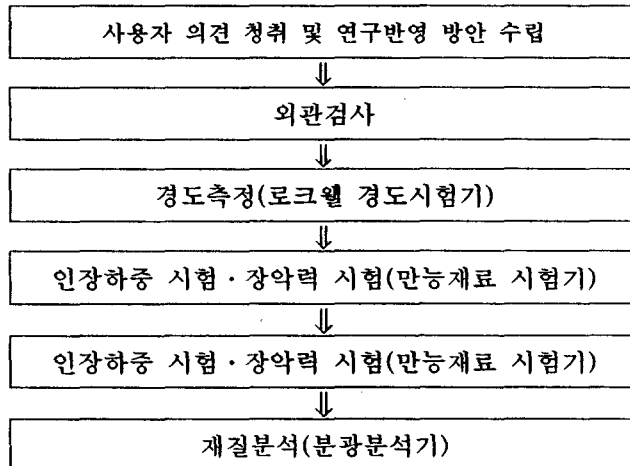 사용자 의견 청취 및 연구반영 방안 수립
⇓
외관검사
⇓
경도측정(로크웰 경도시험기)
⇓
인장하중 시험·장악력 시험(만능재료 시험기)
⇓
인장하중 시험·장악력 시험(만능재료 시험기)
⇓
재질분석(분광분석기)